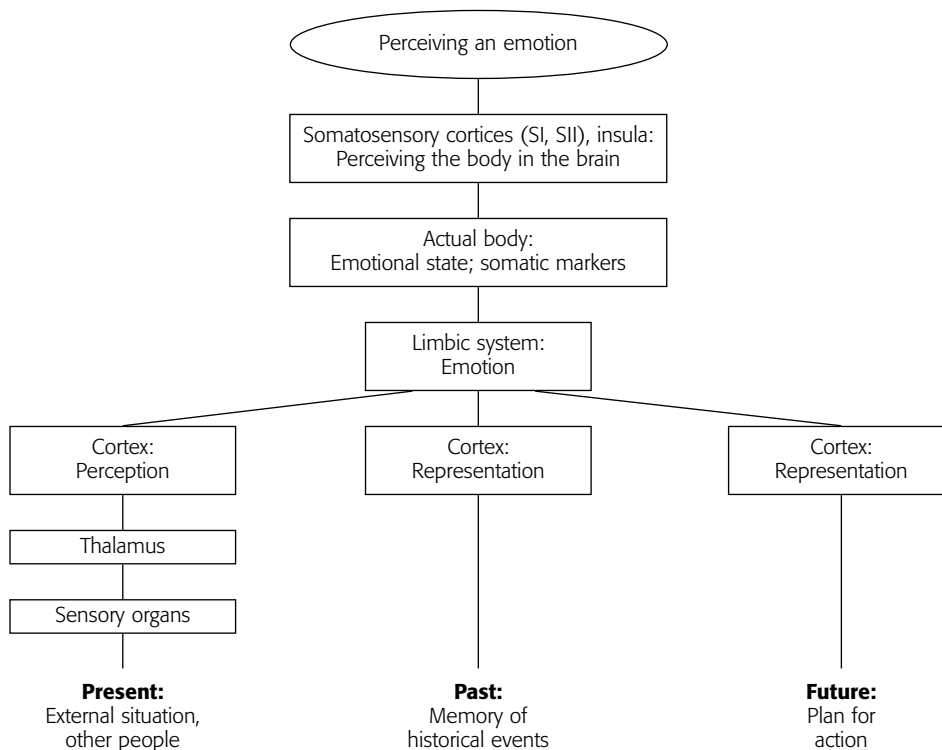 Perceiving an emotion
Somatosensory cortices (SI, SII), insula:
Perceiving the body in the brain
Actual body:
Emotional state; somatic markers
Limbic system:
Emotion
Cortex:
Perception
Cortex:
Representation
Cortex:
Representation
Thalamus
Sensory organs
Present:
External situation,
other people
Past:
Memory of
historical events
Future:
Plan for
action